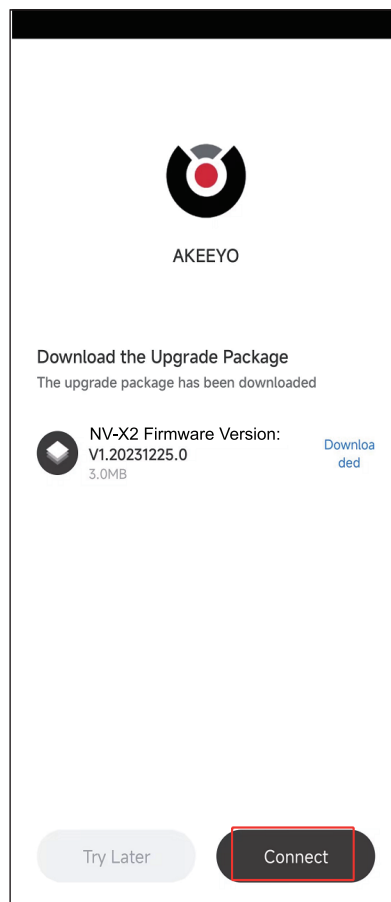 AKEEYO
Download the Upgrade Package
The upgrade package has been downloaded
NV-X2 Firmware Version:
V1.20231225.0
3.0MB
Downloa
ded
Try Later
Connect